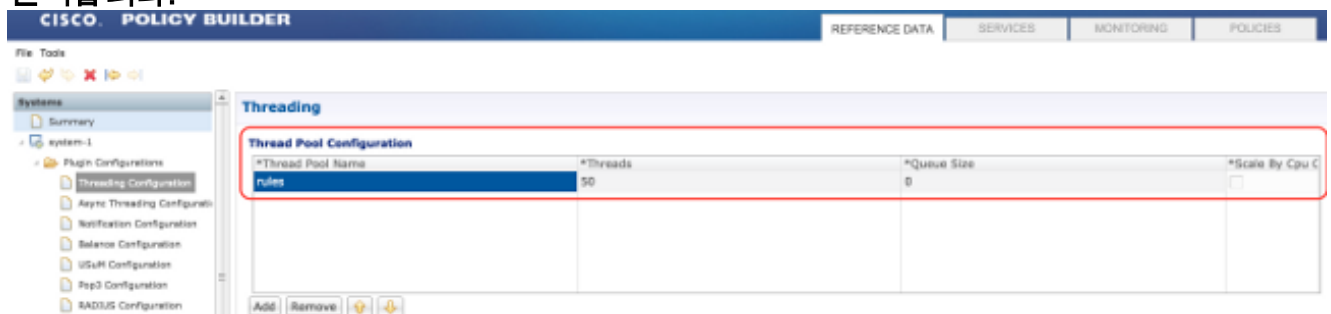 CISCO. POLICY BUILDER
REFERENCE DATA
SERVICES
MONITORING
POLICIES
File Tools
Systems
Summary
system-1
Plugin Configurations
Threading Configuration
Async Threading Configurati
Notification Configuration
Balance Configuration
USuM Configuration
Pop3 Configuration
RADIUS Configuration
Threading
Thread Pool Configuration
*Thread Pool Name *Threads *Queue Size *Scale By Cpu C
rules 50 0
Add Remove